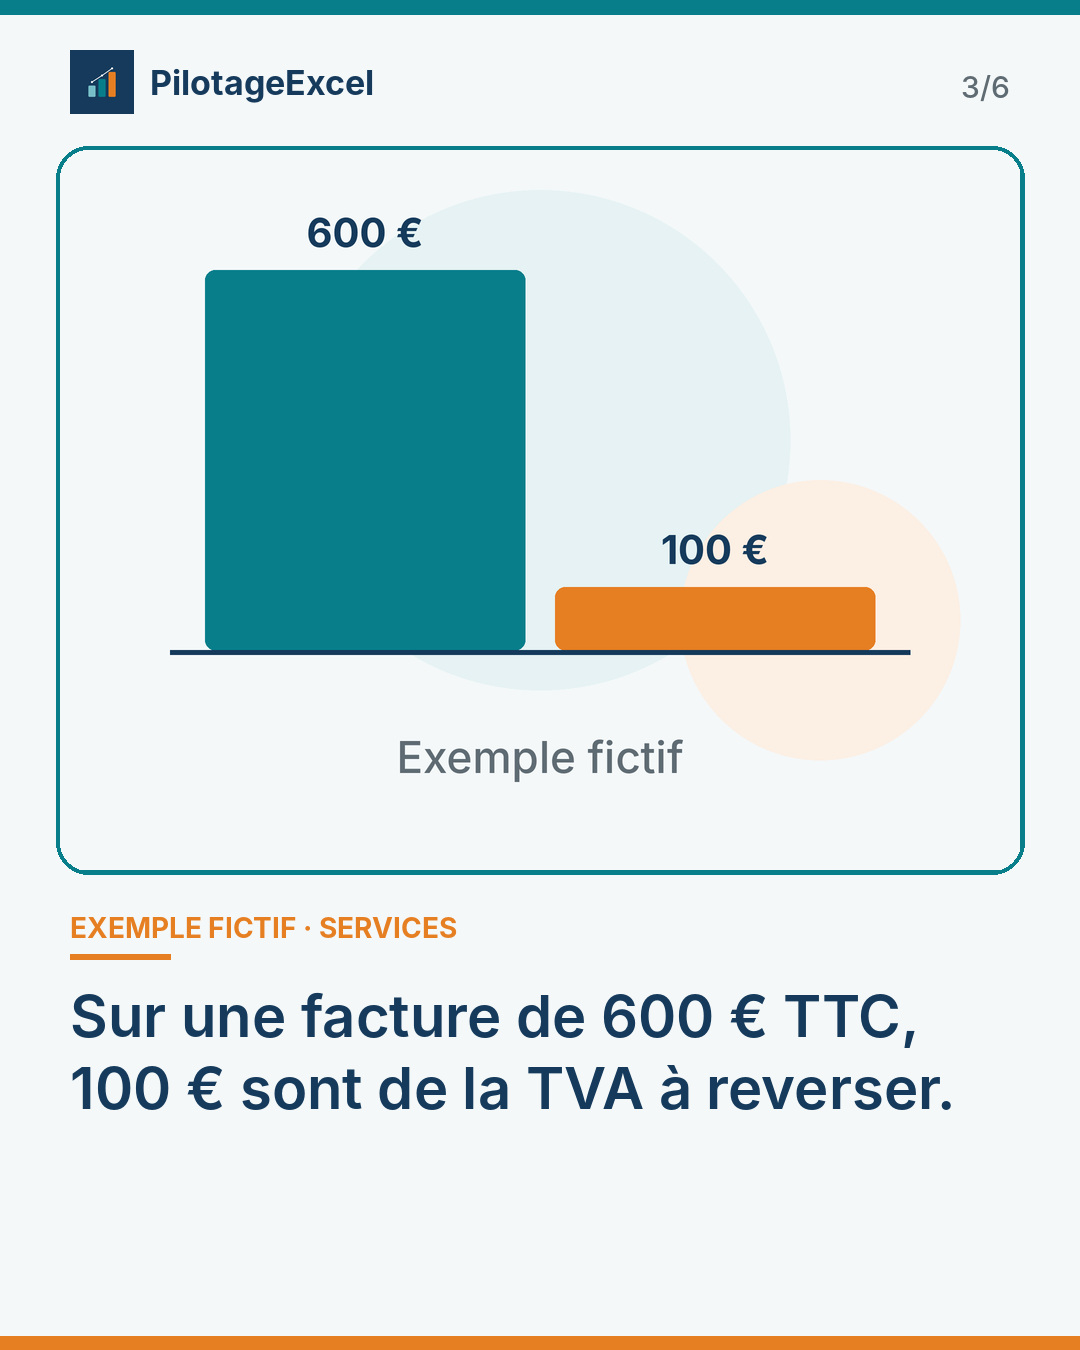 PilotageExcel
3/6
600 €
100 €
Exemple fictif
EXEMPLE FICTIF · SERVICES
Sur une facture de 600 € TTC,
100 € sont de la TVA à reverser.